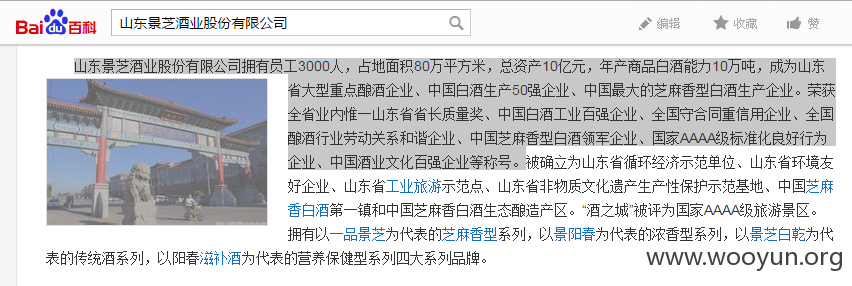 Bai du 百科 山东景芝酒业股份有限公司 编辑 收藏 赞
山东景芝酒业股份有限公司拥有员工3000人，占地面积80万平方米，总资产10亿元，年产商品白酒能力10万吨，成为山东
省大型重点酿酒企业、中国白酒生产50强企业、中国最大的芝麻香型白酒生产企业。荣获
全省业内惟一山东省省长质量奖、中国白酒工业百强企业、全国守合同重信用企业、全国
酿酒行业劳动关系和谐企业、中国芝麻香型白酒领军企业、国家AAAA级标准化良好行为
企业、中国酒业文化百强企业等称号。被确立为山东省循环经济示范单位、山东省环境友
好企业、山东省工业旅游示范点、山东省非物质文化遗产生产性保护示范基地、中国芝麻
香白酒第一镇和中国芝麻香白酒生态酿造产区。“酒之城”被评为国家AAAA级旅游景区。
拥有以一品景芝为代表的芝麻香型系列，以景阳春为代表的浓香型系列，以景芝白乾为代
表的传统酒系列，以阳春滋补酒为代表的营养保健型系列四大系列品牌。
www.wooyun.org